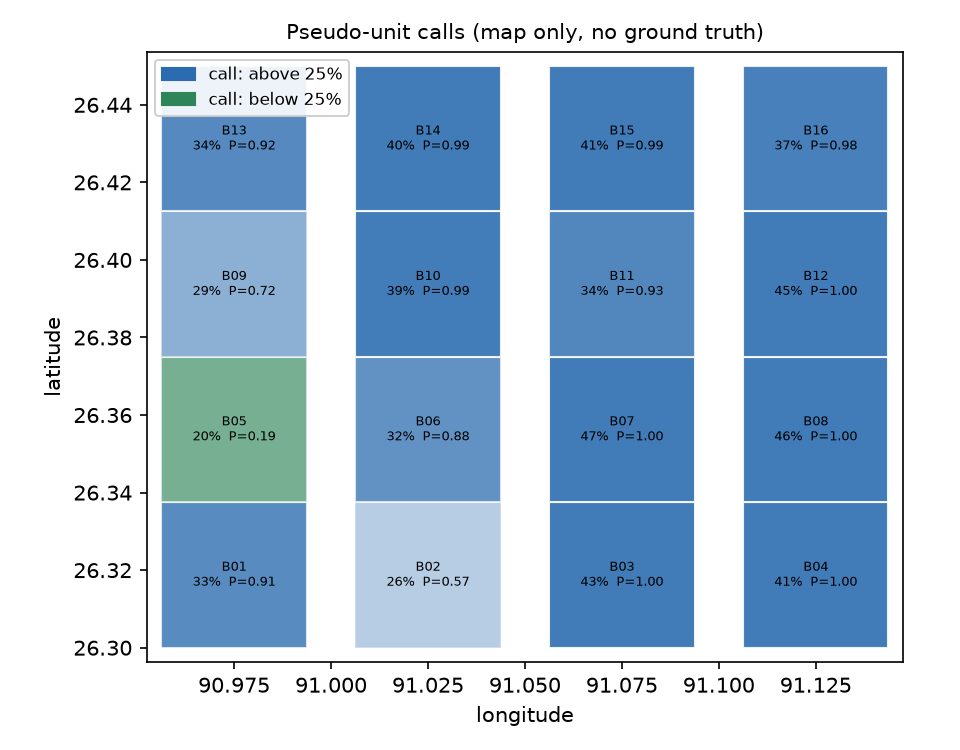 Pseudo-unit calls (map only, no ground truth)
call: above 25%
call: below 25%
B13
34% P=0.92
B14
40% P=0.99
B15
41% P=0.99
B16
37% P=0.98
B09
29% P=0.72
B10
39% P=0.99
B11
34% P=0.93
B12
45% P=1.00
B05
20% P=0.19
B06
32% P=0.88
B07
47% P=1.00
B08
46% P=1.00
B01
33% P=0.91
B02
26% P=0.57
B03
43% P=1.00
B04
41% P=1.00
26.44
26.42
26.40
26.38
26.36
26.34
26.32
26.30
latitude
90.975 91.000 91.025 91.050 91.075 91.100 91.125
longitude